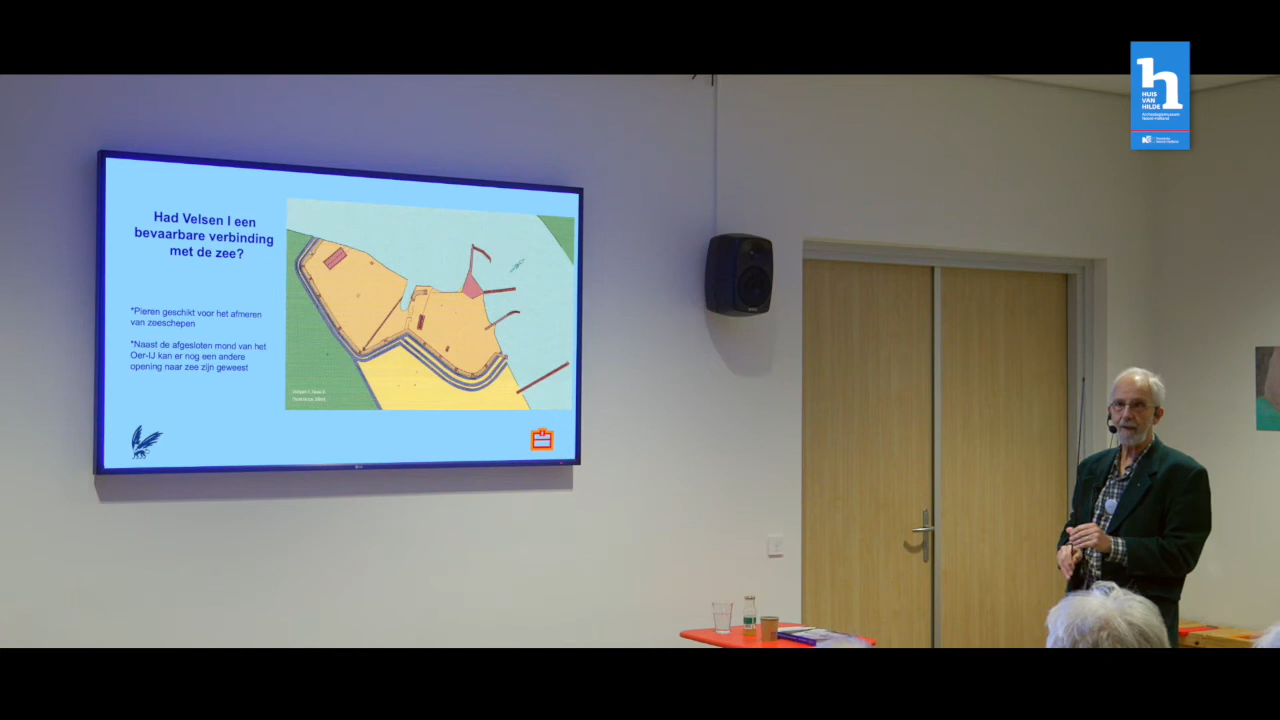 Had Velsen I een
bevaarbare verbinding
met de zee?
*Pieren geschikt voor het afmeren
van zeeschepen
*Naast de afgesloten mond van het
Oer-IJ kan er nog een andere
opening naar zee zijn geweest
h
HUIS
VAN
HILDE